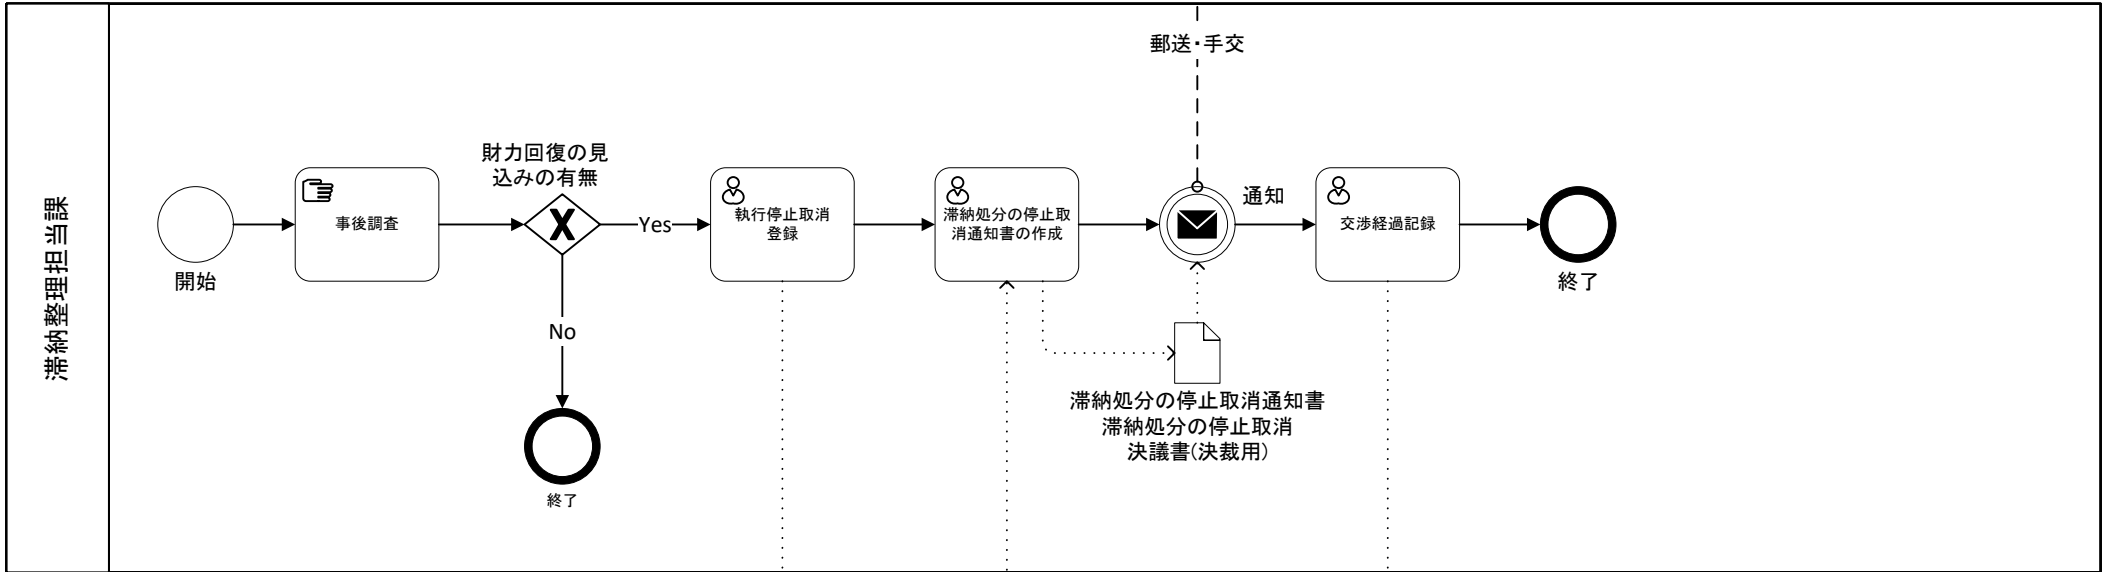 滞納整理担当課
郵送・手交
財力回復の見
込みの有無
開始
事後調査
Yes
No
終了
執行停止取消
登録
滞納処分の停止取
消通知書の作成
通知
滞納処分の停止取消通知書
滞納処分の停止取消
決議書(決裁用)
交渉経過記録
終了